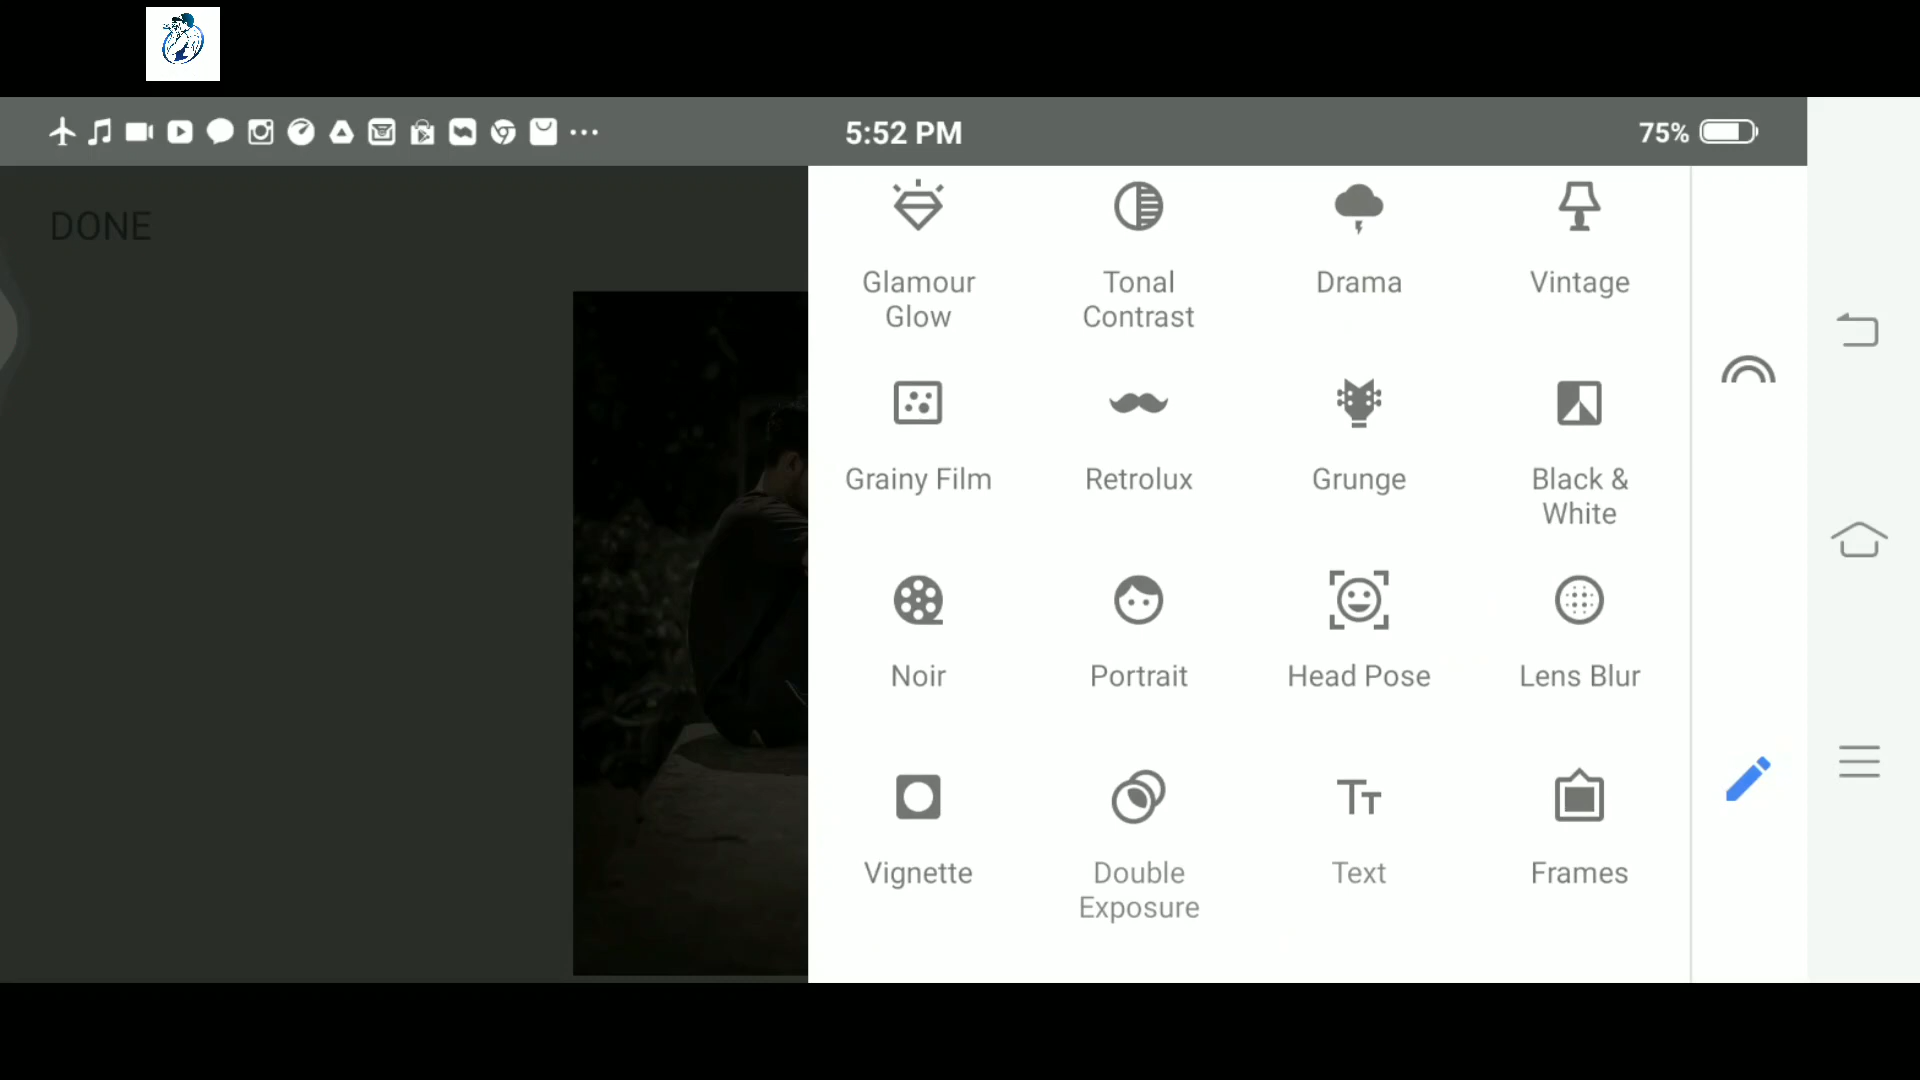 5:52 PM
75%
DONE
Glamour
Glow
Tonal
Contrast
Drama
Vintage
Grainy Film
Retrolux
Grunge
Black &
White
Noir
Portrait
Head Pose
Lens Blur
Vignette
Double
Exposure
Text
Frames